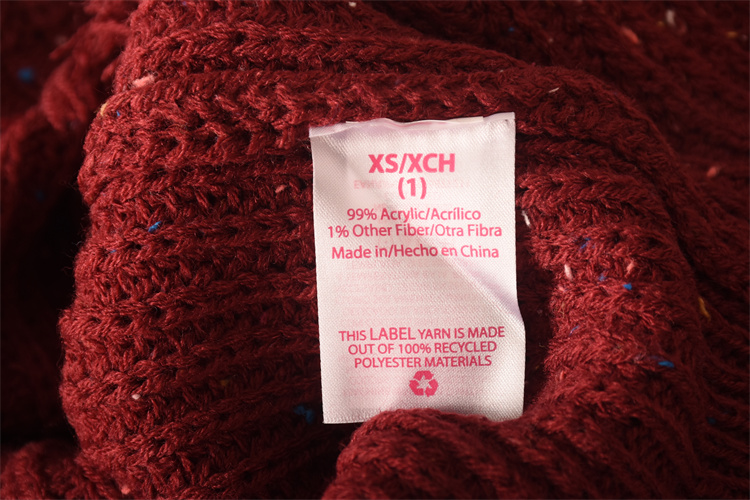 XS/XCH
(1)
99% Acrylic/Acrílico
1% Other Fiber/Otra Fibra
Made in/Hecho en China
THIS LABEL YARN IS MADE
OUT OF 100% RECYCLED
POLYESTER MATERIALS